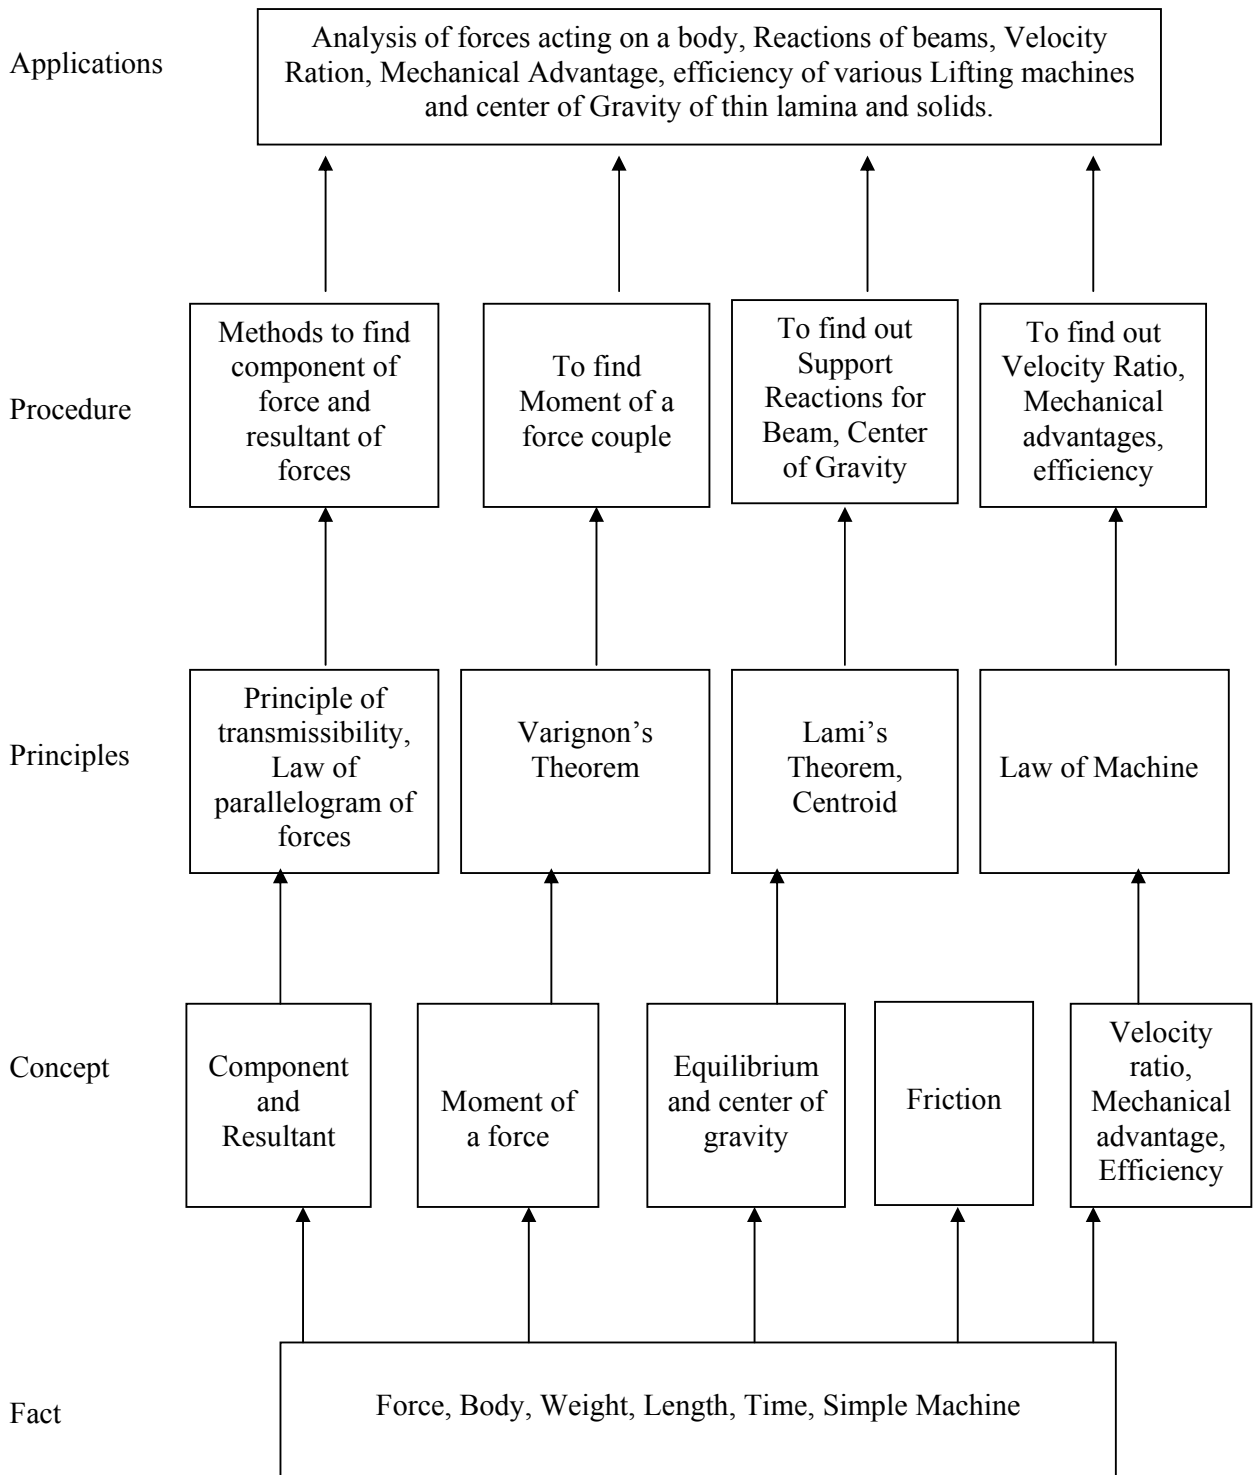 Applications
Analysis of forces acting on a body, Reactions of beams, Velocity
Ration, Mechanical Advantage, efficiency of various Lifting machines
and center of Gravity of thin lamina and solids.
Procedure
Methods to find
component of
force and
resultant of
forces
To find
Moment of a
force couple
To find out
Support
Reactions for
Beam, Center
of Gravity
To find out
Velocity Ratio,
Mechanical
advantages,
efficiency
Principles
Principle of
transmissibility,
Law of
parallelogram of
forces
Varignon’s
Theorem
Lami’s
Theorem,
Centroid
Law of Machine
Concept
Component
and
Resultant
Moment of
a force
Equilibrium
and center of
gravity
Friction
Velocity
ratio,
Mechanical
advantage,
Efficiency
Fact
Force, Body, Weight, Length, Time, Simple Machine